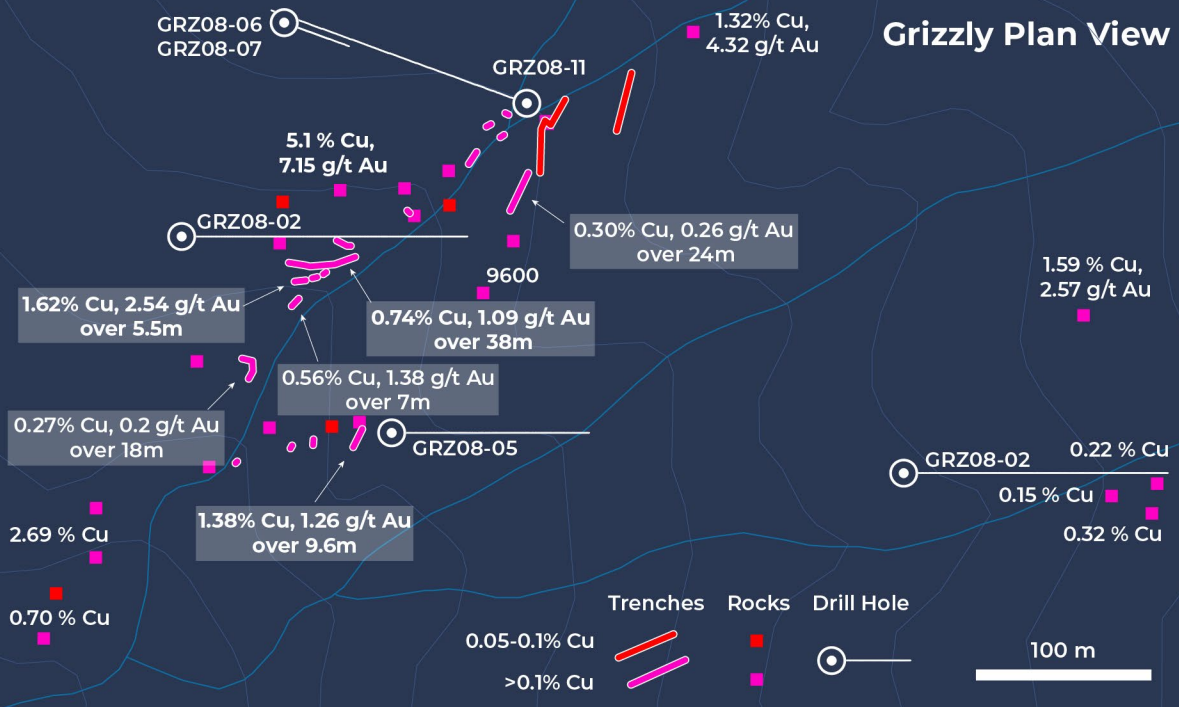 GRZ08-06
GRZ08-07
1.32% Cu,
4.32 g/t Au
Grizzly Plan View
GRZ08-11
5.1 % Cu,
7.15 g/t Au
GRZ08-02
0.30% Cu, 0.26 g/t Au
over 24m
9600
1.59 % Cu,
2.57 g/t Au
1.62% Cu, 2.54 g/t Au
over 5.5m
0.74% Cu, 1.09 g/t Au
over 38m
0.56% Cu, 1.38 g/t Au
over 7m
0.27% Cu, 0.2 g/t Au
over 18m
GRZ08-05
GRZ08-02
0.22 % Cu
0.15 % Cu
0.32 % Cu
1.38% Cu, 1.26 g/t Au
over 9.6m
2.69 % Cu
0.70 % Cu
Trenches Rocks Drill Hole
0.05-0.1% Cu
>0.1% Cu
100 m